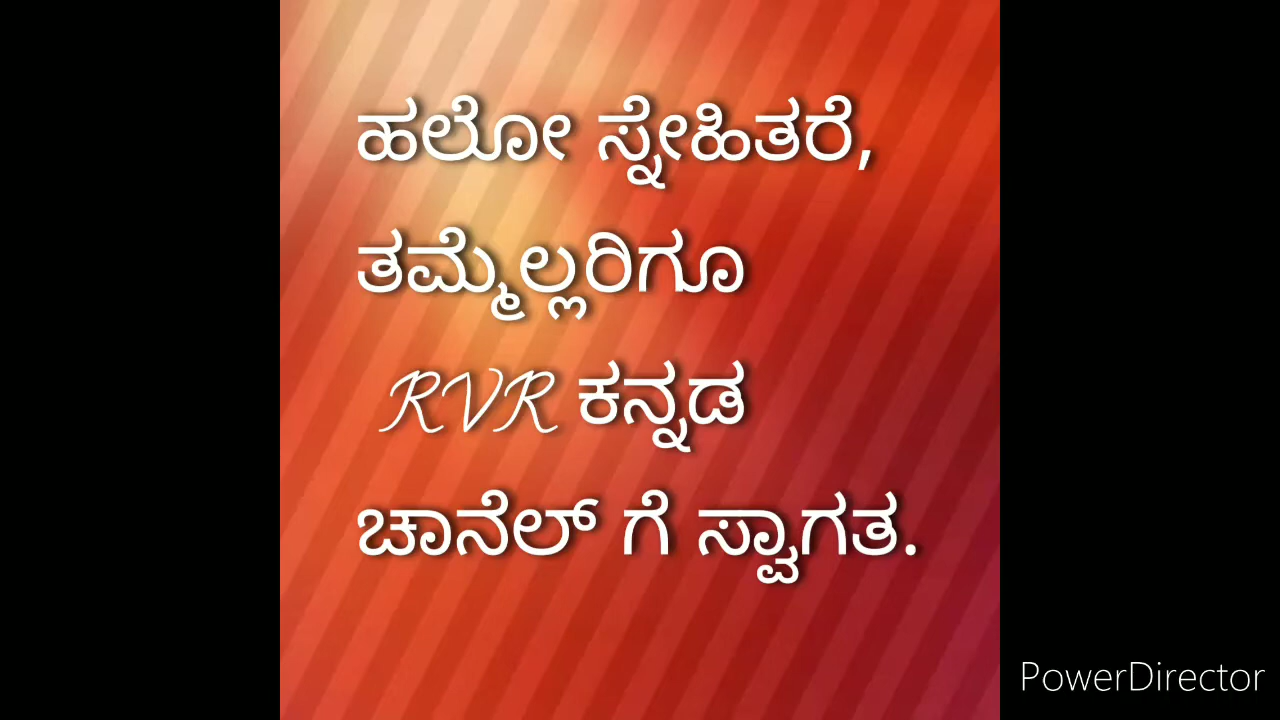 ಹಲೋ ಸ್ನೇಹಿತರೆ,
ತಮ್ಮೆಲ್ಲರಿಗೂ
RVR ಕನ್ನಡ
ಚಾನೆಲ್ ಗೆ ಸ್ವಾಗತ.
PowerDirector